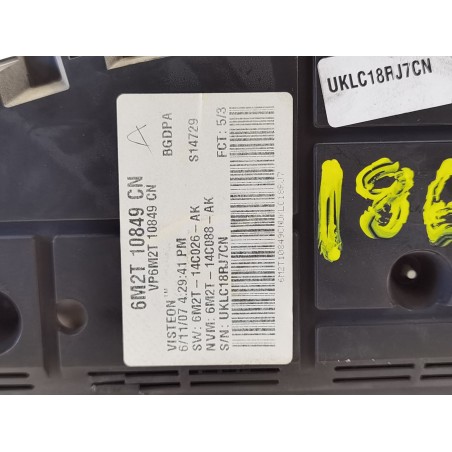 6M2T 10849 CN
VP6M2T 10849 CN
A
VISTEON™
BGDPA
6/11/07 4:29:41 PM
S14729
SW: 6M2T-14C026-AK
NVM: 6M2T-14C088-AK
S/N: UKLC18RJ7CN
FCT: 5/3
UKLC18RJ7CN